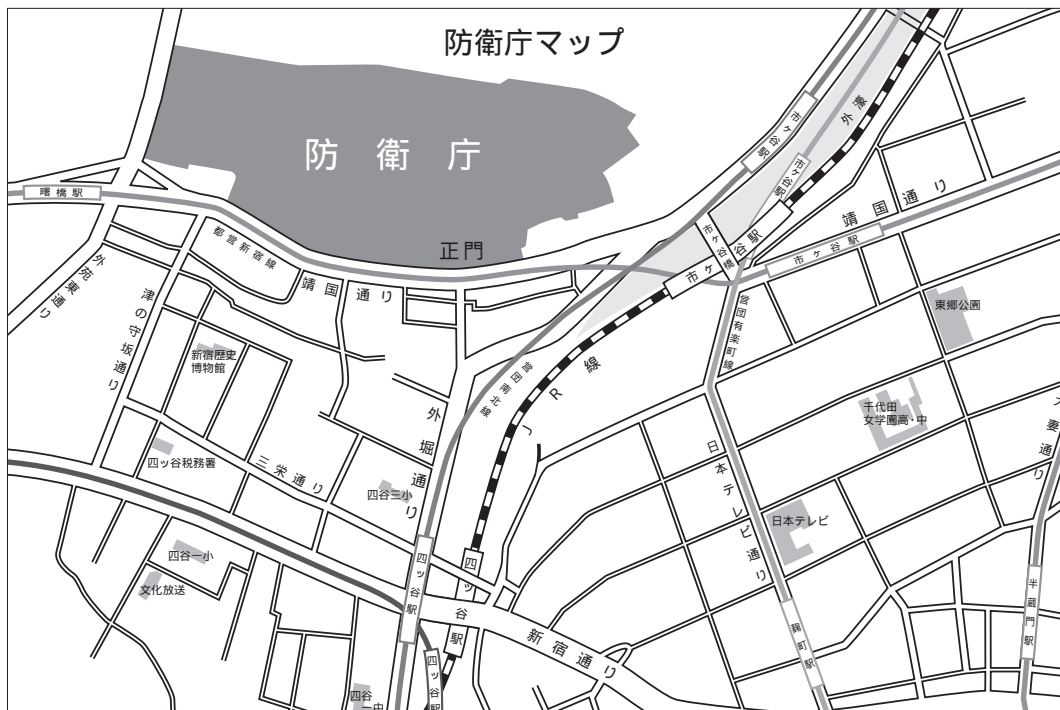 防衛庁マップ
防衛庁
正門
曙橋駅
都営新宿線
靖国通り
外苑東通り
津の守坂通り
新宿歴史
博物館
四ッ谷税務署
三栄通り
四谷三小
外堀通り
営団南北線
JR線
四谷一小
文化放送
四谷
一中
四ッ谷駅
四ッ谷駅
四ッ谷駅
新宿通り
市ヶ谷駅
市ヶ谷駅
外濠
市ヶ谷橋
市ヶ谷駅
市ヶ谷駅
靖国通り
営団有楽町線
東郷公園
千代田
女学園高・中
大妻通り
日本テレビ通り
日本テレビ
麹町駅
半蔵門駅